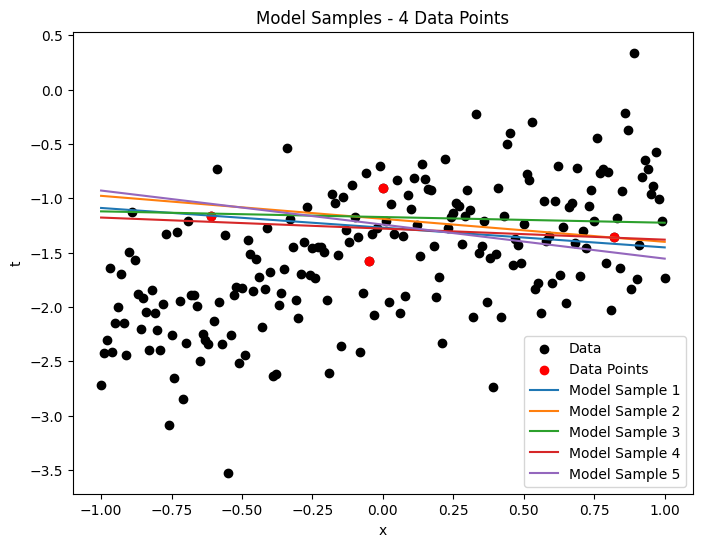 Model Samples - 4 Data Points
t
0.5
0.0
−0.5
−1.0
−1.5
−2.0
−2.5
−3.0
−3.5
Data
Data Points
Model Sample 1
Model Sample 2
Model Sample 3
Model Sample 4
Model Sample 5
−1.00 −0.75 −0.50 −0.25 0.00 0.25 0.50 0.75 1.00
x